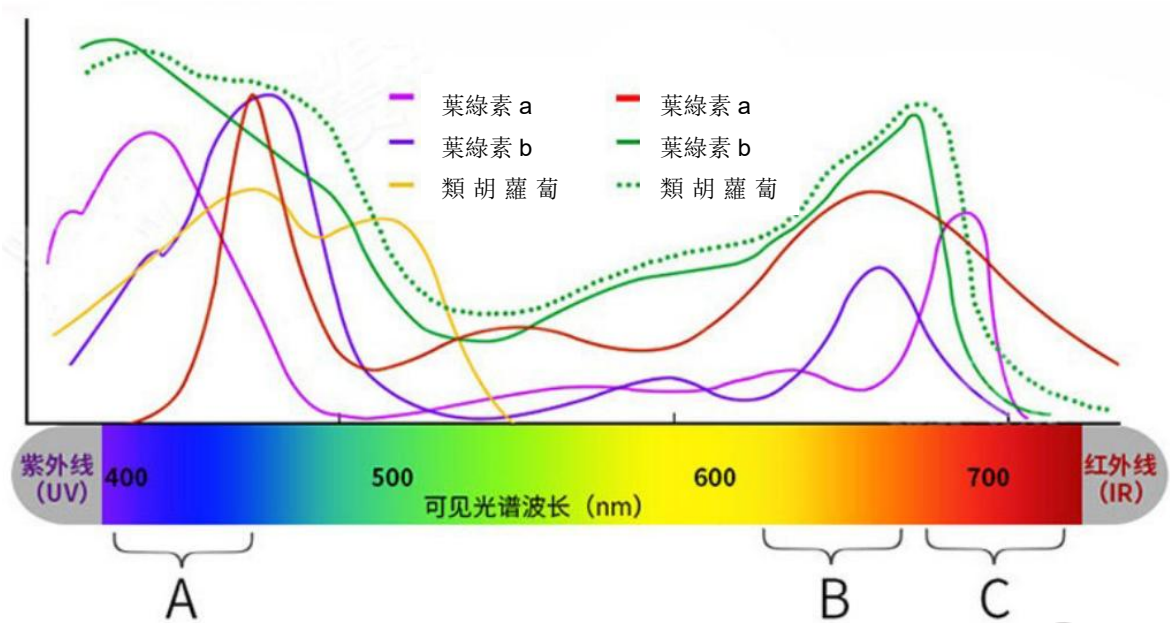 葉綠素 a
葉綠素 a
葉綠素 b
葉綠素 b
類胡蘿蔔
類胡蘿蔔
紫外线
(UV)
400
500
600
700
可见光谱波长（nm）
红外线
(IR)
A
B
C